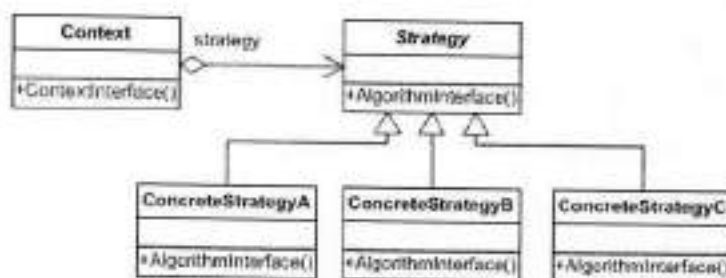 Context
strategy
Strategy
+ContextInterface()
+AlgorithmInterface()
ConcreteStrategyA
ConcreteStrategyB
ConcreteStrategyC
+AlgorithmInterface()
+AlgorithmInterface()
+AlgorithmInterface()